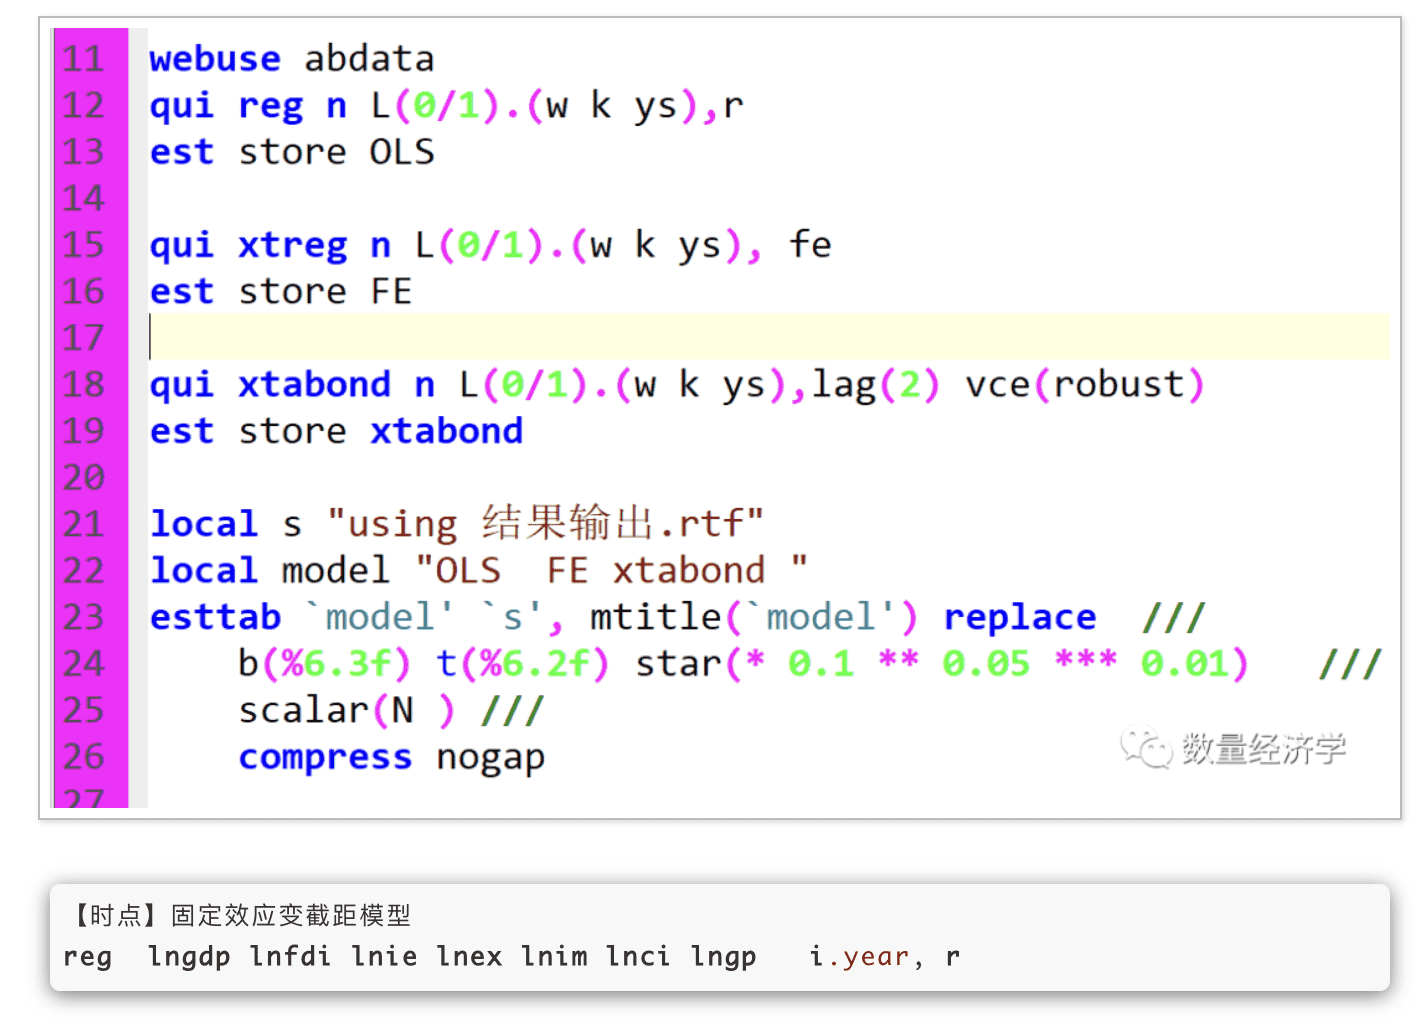 11 webuse abdata
12 qui reg n L(0/1).(w k ys),r
13 est store OLS
14
15 qui xtreg n L(0/1).(w k ys), fe
16 est store FE
17
18 qui xtabond n L(0/1).(w k ys),lag(2) vce(robust)
19 est store xtabond
20
21 local s "using 结果输出.rtf"
22 local model "OLS  FE xtabond "
23 esttab `model' `s', mtitle(`model') replace  ///
24     b(%6.3f) t(%6.2f) star(* 0.1 ** 0.05 *** 0.01)   ///
25     scalar(N ) ///
26     compress nogap
数量经济学
27
【时点】固定效应变截距模型
reg  lngdp lnfdi lnie lnex lnim lnci lngp   i.year, r